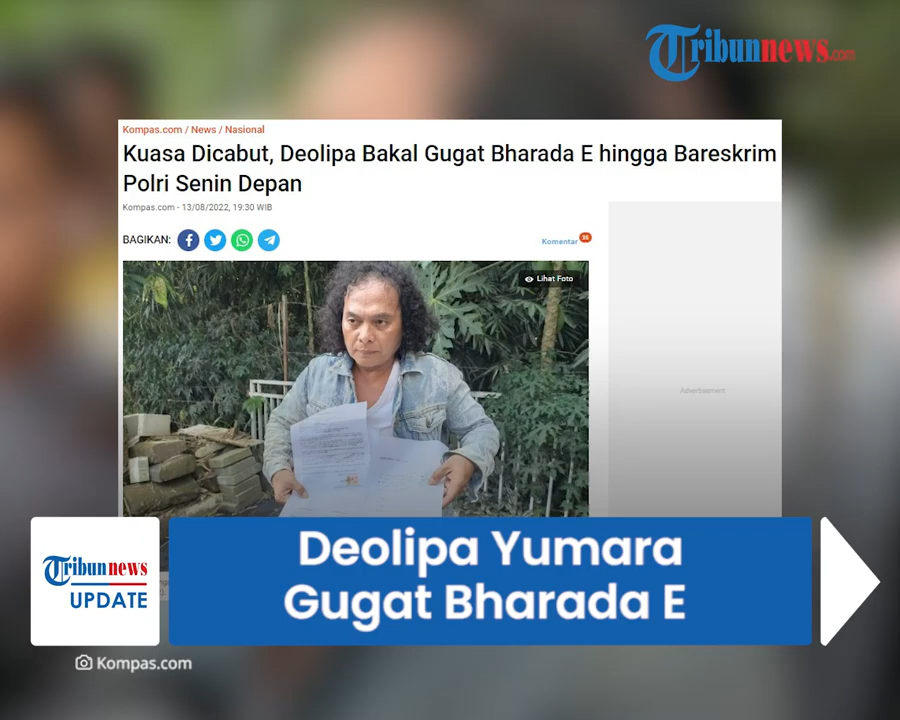 Tribunnews.com
Kompas.com / News / Nasional
Kuasa Dicabut, Deolipa Bakal Gugat Bharada E hingga Bareskrim
Polri Senin Depan
Kompas.com - 13/08/2022, 19:30 WIB
BAGIKAN:
Komentar
Lihat Foto
Advertisement
Tribunnews
UPDATE
Deolipa Yumara
Gugat Bharada E
Kompas.com